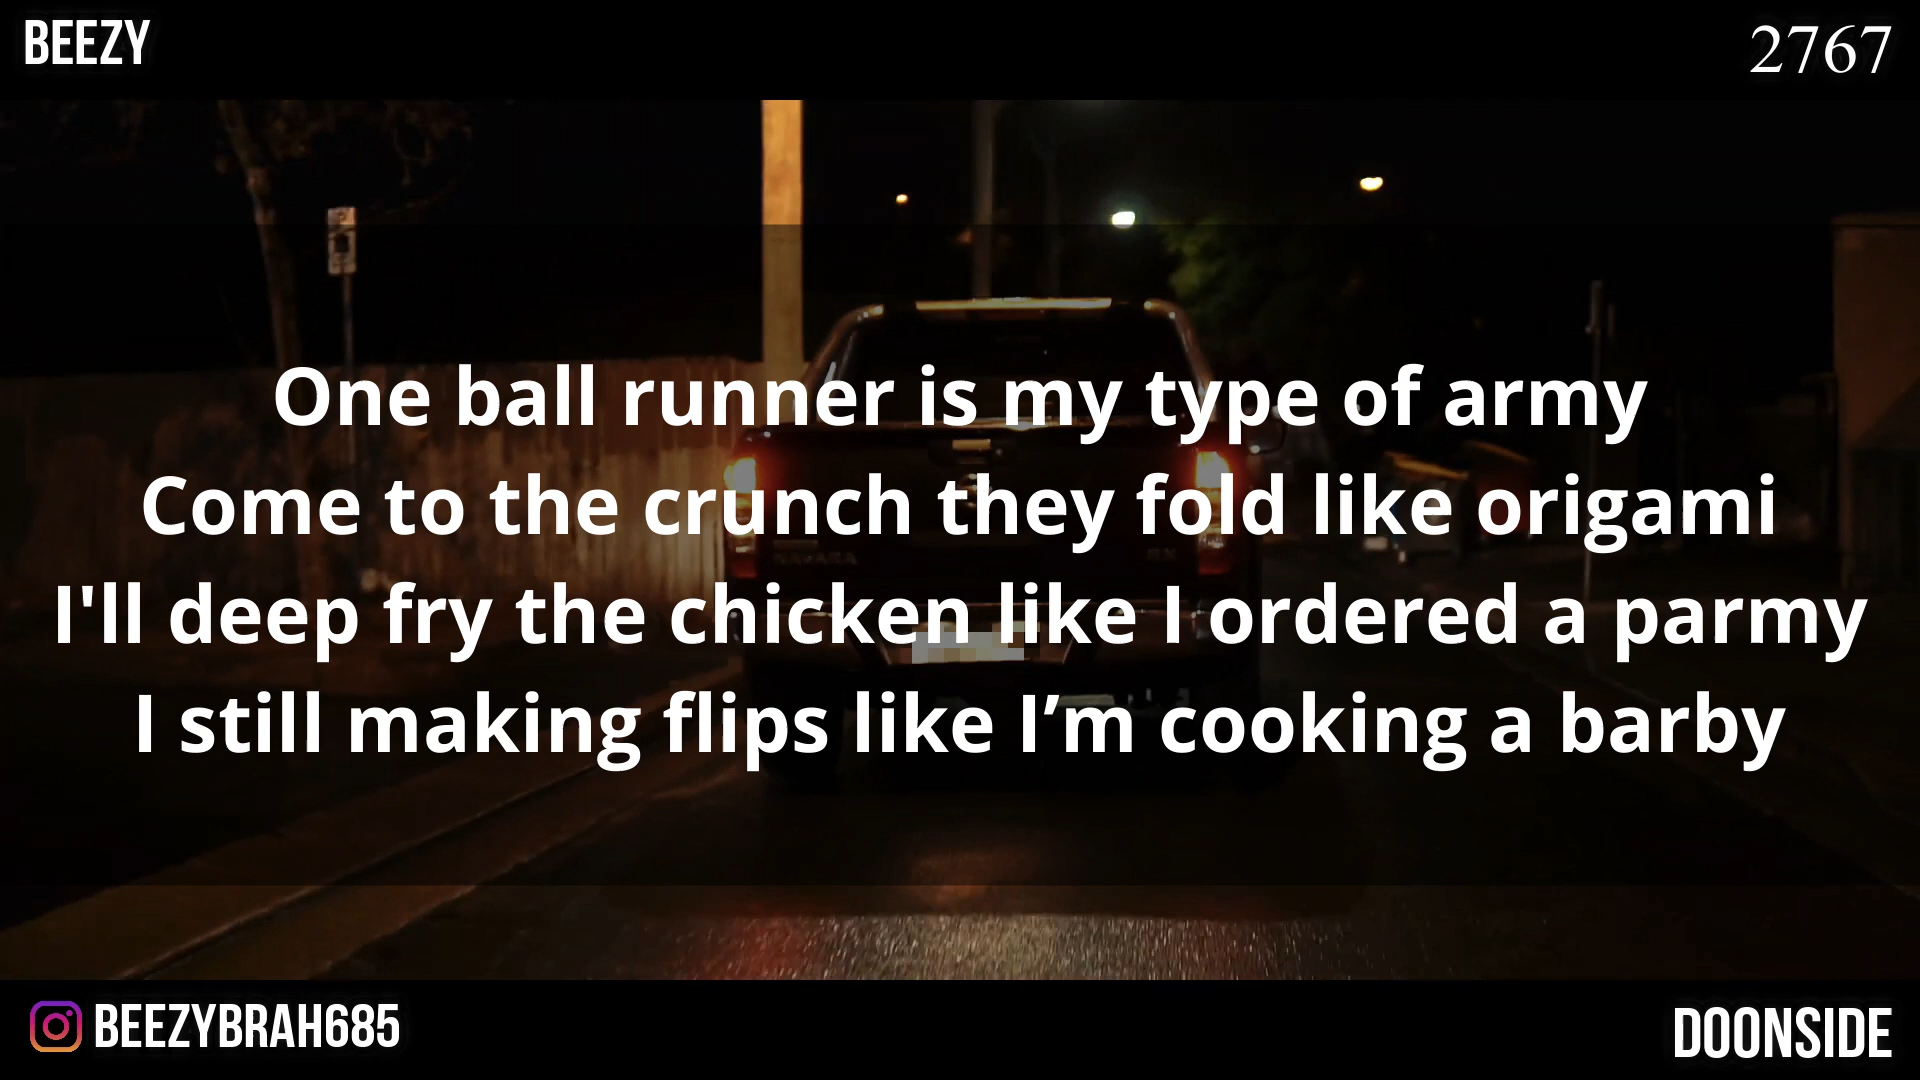 BEEZY
2767
One ball runner is my type of army
Come to the crunch they fold like origami
I'll deep fry the chicken like I ordered a parmy
I still making flips like I’m cooking a barby
NAVARA
BEEZYBRAH685
DOONSIDE